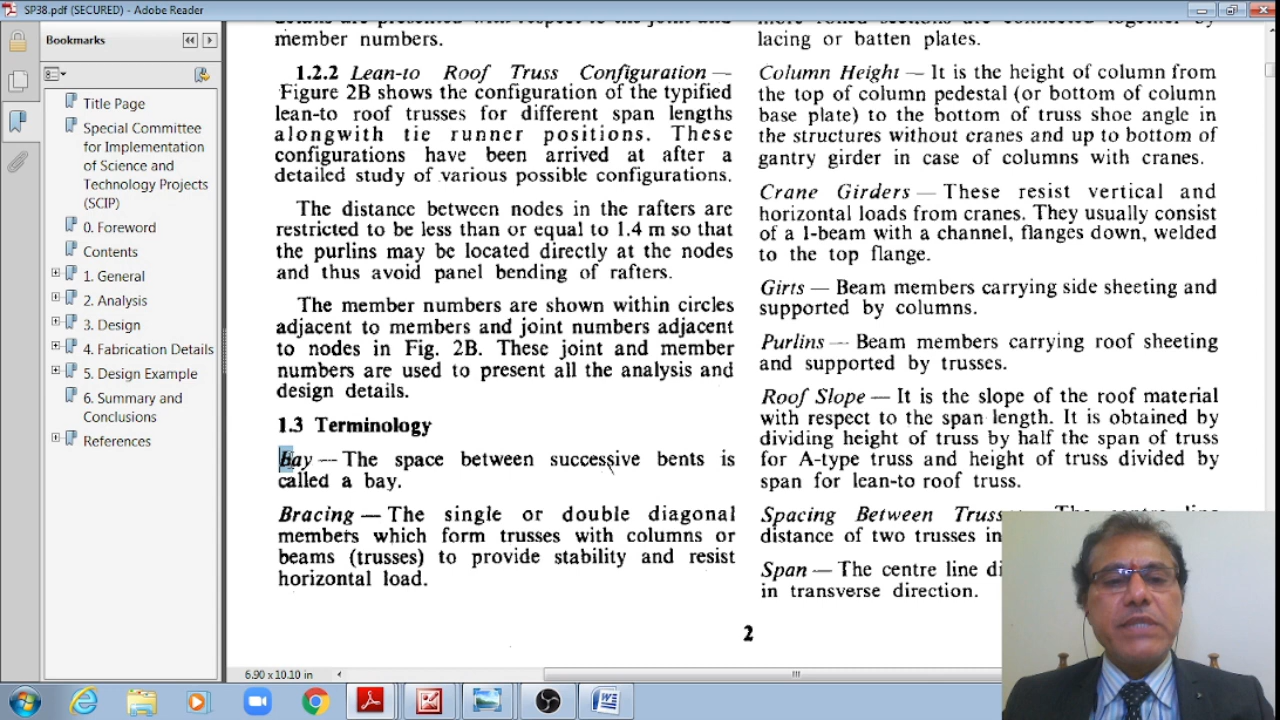 SP38.pdf (SECURED) - Adobe Reader
Bookmarks
Title Page
Special Committee
for Implementation
of Science and
Technology Projects
(SCIP)
0. Foreword
Contents
1. General
2. Analysis
3. Design
4. Fabrication Details
5. Design Example
6. Summary and
Conclusions
References
member numbers.
1.2.2 Lean-to Roof Truss Configuration —
Figure 2B shows the configuration of the typified
lean-to roof trusses for different span lengths
alongwith tie runner positions. These
configurations have been arrived at after a
detailed study of various possible configurations.
The distance between nodes in the rafters are
restricted to be less than or equal to 1.4 m so that
the purlins may be located directly at the nodes
and thus avoid panel bending of rafters.
The member numbers are shown within circles
adjacent to members and joint numbers adjacent
to nodes in Fig. 2B. These joint and member
numbers are used to present all the analysis and
design details.
1.3 Terminology
Bay — The space between successive bents is
called a bay.
Bracing — The single or double diagonal
members which form trusses with columns or
beams (trusses) to provide stability and resist
horizontal load.
lacing or batten plates.
Column Height — It is the height of column from
the top of column pedestal (or bottom of column
base plate) to the bottom of truss shoe angle in
the structures without cranes and up to bottom of
gantry girder in case of columns with cranes.
Crane Girders — These resist vertical and
horizontal loads from cranes. They usually consist
of a I-beam with a channel, flanges down, welded
to the top flange.
Girts — Beam members carrying side sheeting and
supported by columns.
Purlins — Beam members carrying roof sheeting
and supported by trusses.
Roof Slope — It is the slope of the roof material
with respect to the span length. It is obtained by
dividing height of truss by half the span of truss
for A-type truss and height of truss divided by
span for lean-to roof truss.
Spacing Between
distance of two trusses in
Span — The centre line
in transverse direction.
2
6.90 x 10.10 in